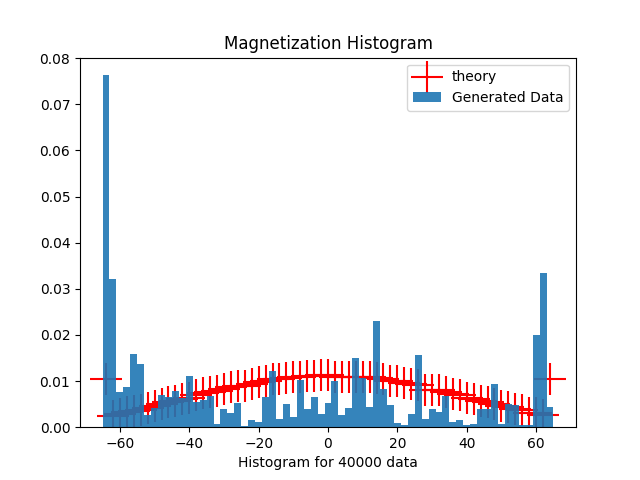 Magnetization Histogram
theory
Generated Data
0.08
0.07
0.06
0.05
0.04
0.03
0.02
0.01
0.00
−60 −40 −20 0 20 40 60
Histogram for 40000 data